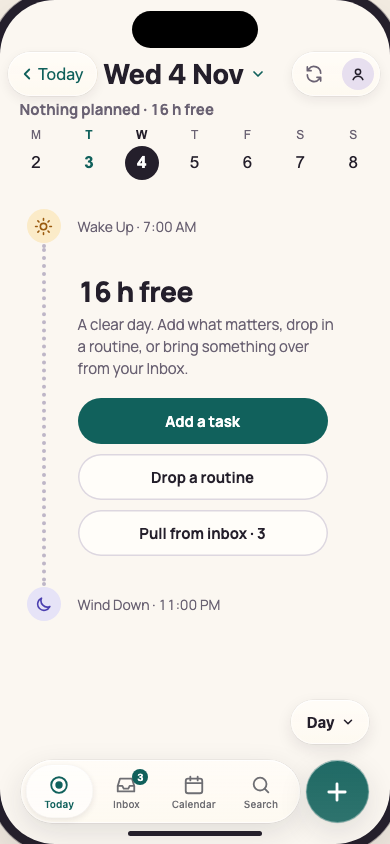 Today
Wed 4 Nov
Nothing planned · 16 h free
M T W T F S S
2 3 4 5 6 7 8
Wake Up · 7:00 AM
16 h free
A clear day. Add what matters, drop in
a routine, or bring something over
from your Inbox.
Add a task
Drop a routine
Pull from inbox · 3
Wind Down · 11:00 PM
Day
3
Today Inbox Calendar Search